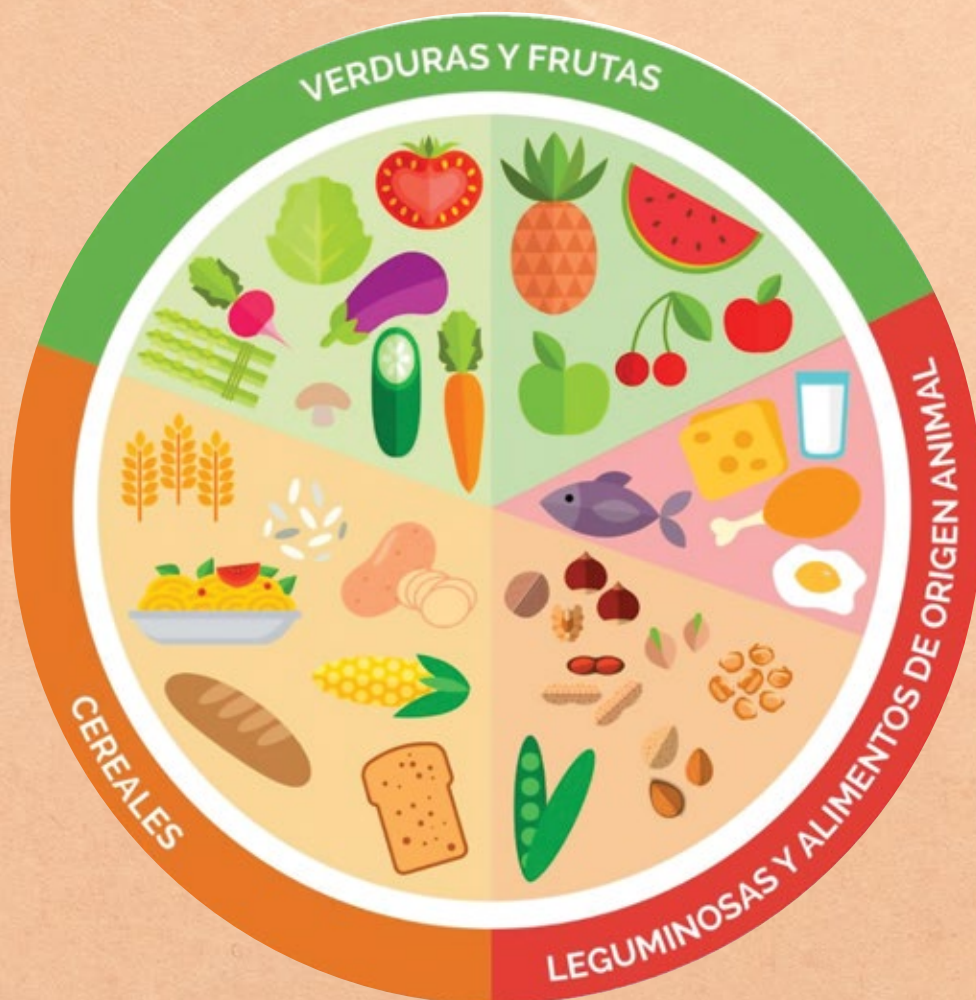 VERDURAS Y FRUTAS
LEGUMINOSAS Y ALIMENTOS DE ORIGEN ANIMAL
CEREALES